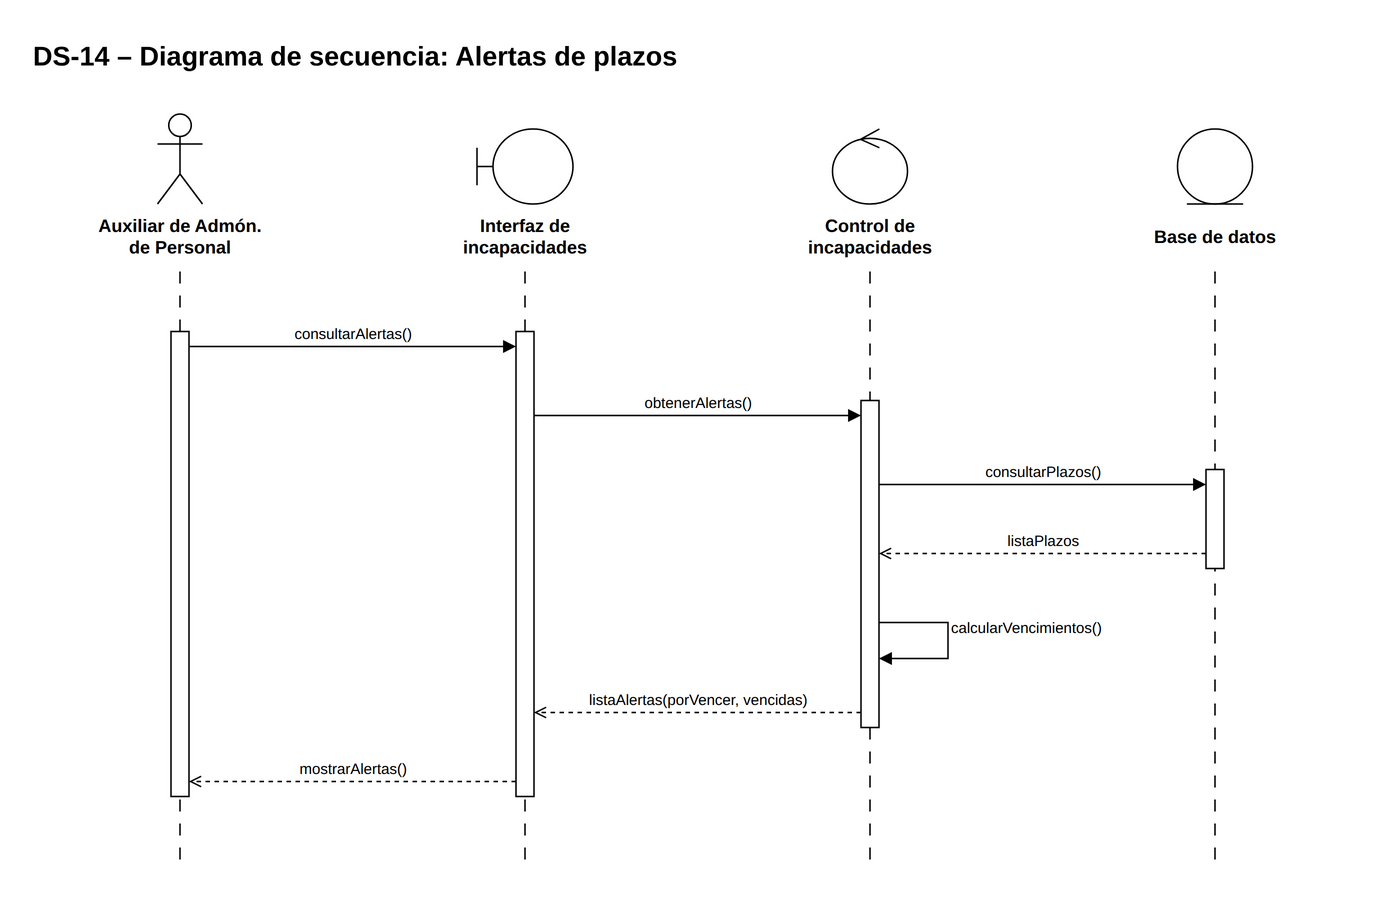 DS-14 – Diagrama de secuencia: Alertas de plazos
Auxiliar de Admón.
de Personal
Interfaz de
incapacidades
Control de
incapacidades
Base de datos
consultarAlertas()
obtenerAlertas()
consultarPlazos()
listaPlazos
calcularVencimientos()
listaAlertas(porVencer, vencidas)
mostrarAlertas()